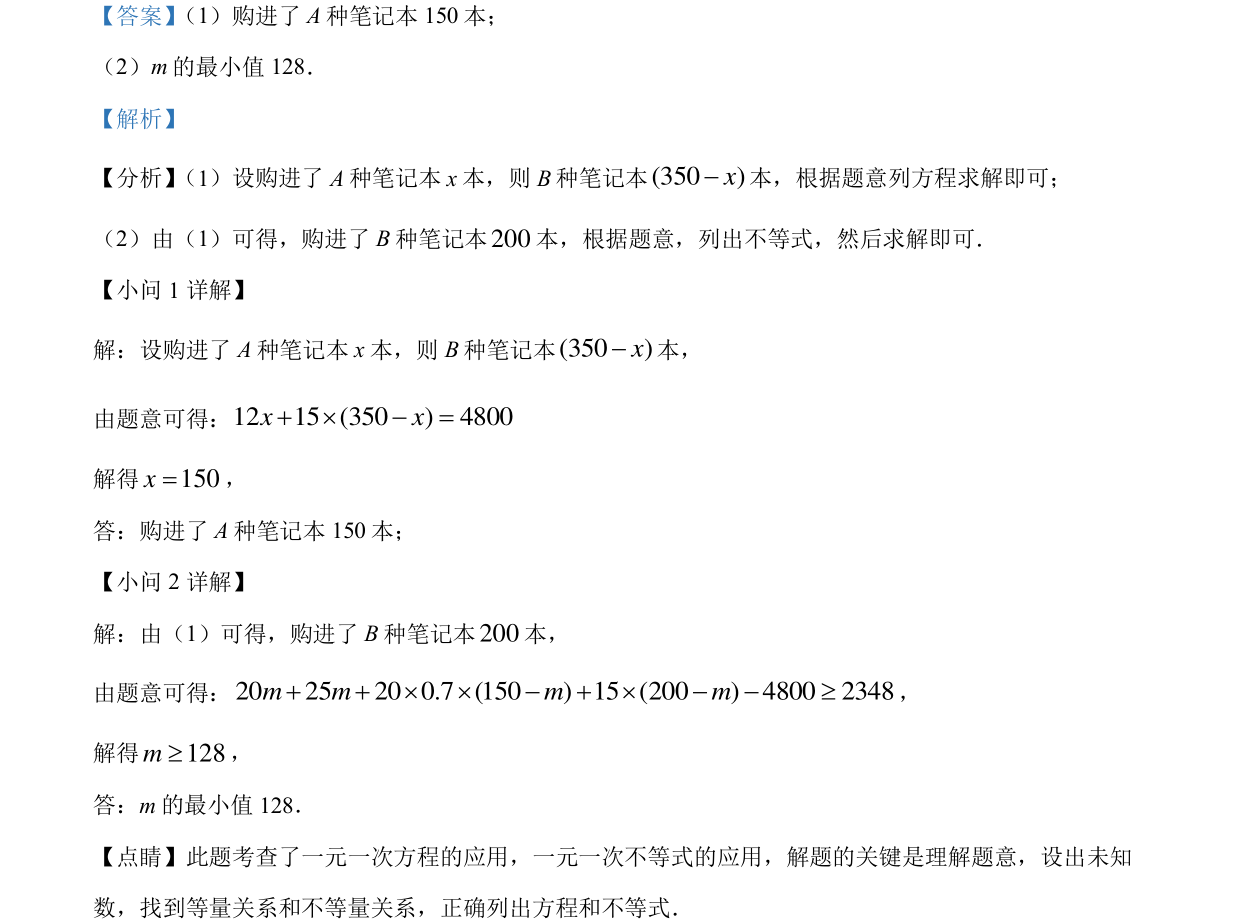 【答案】（1）购进了 A 种笔记本 150 本；
（2）m 的最小值 128．
【解析】
【分析】（1）设购进了 A 种笔记本 x 本，则 B 种笔记本 (350−x) 本，根据题意列方程求解即可；
（2）由（1）可得，购进了 B 种笔记本 200 本，根据题意，列出不等式，然后求解即可．
【小问 1 详解】
解：设购进了 A 种笔记本 x 本，则 B 种笔记本 (350−x) 本，
由题意可得：12x+15×(350−x)=4800
解得 x=150，
答：购进了 A 种笔记本 150 本；
【小问 2 详解】
解：由（1）可得，购进了 B 种笔记本 200 本，
由题意可得：20m+25m+20×0.7×(150−m)+15×(200−m)−4800≥2348，
解得 m≥128，
答：m 的最小值 128．
【点睛】此题考查了一元一次方程的应用，一元一次不等式的应用，解题的关键是理解题意，设出未知
数，找到等量关系和不等量关系，正确列出方程和不等式．